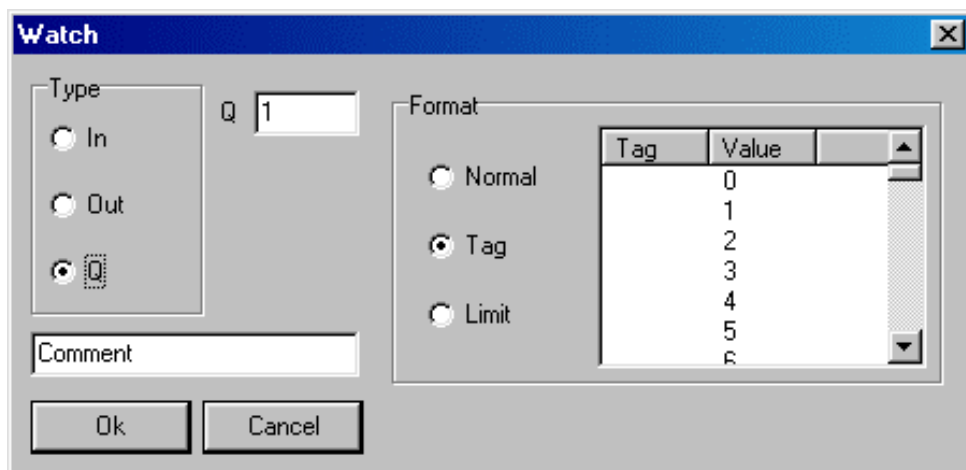 Watch
Type
In
Out
Q
Q 1
Comment
Ok Cancel
Format
Normal
Tag
Limit
Tag Value
0
1
2
3
4
5
6